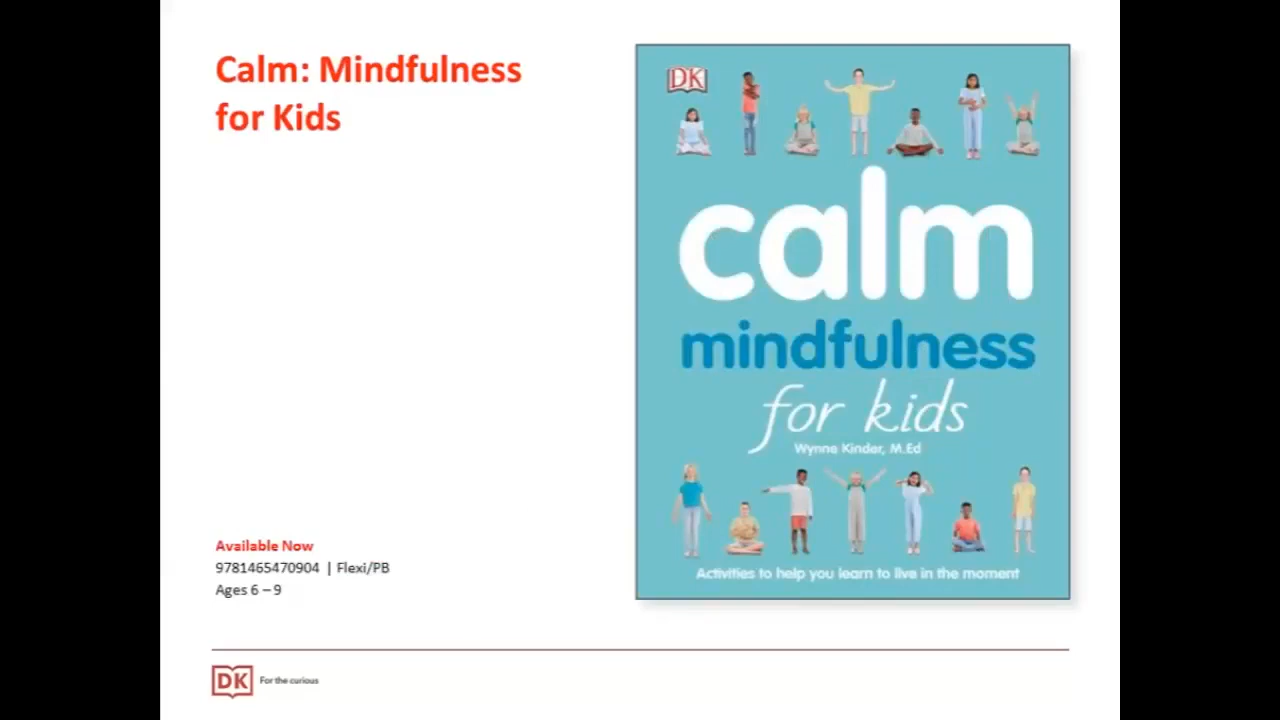 Calm: Mindfulness
for Kids
Available Now
9781465470904 | Flexi/PB
Ages 6 – 9
DK
For the curious
DK
calm
mindfulness
for kids
Wynne Kinder, M.Ed
Activities to help you learn to live in the moment